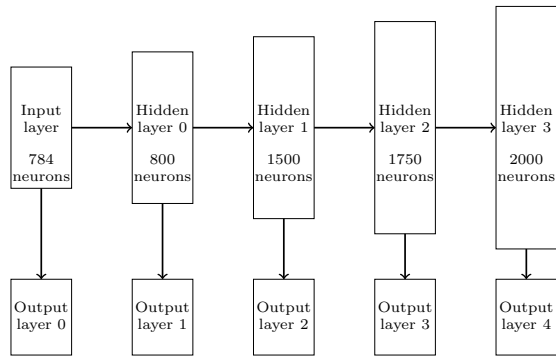 Input
layer
784
neurons
Hidden
layer 0
800
neurons
Hidden
layer 1
1500
neurons
Hidden
layer 2
1750
neurons
Hidden
layer 3
2000
neurons
Output
layer 0
Output
layer 1
Output
layer 2
Output
layer 3
Output
layer 4